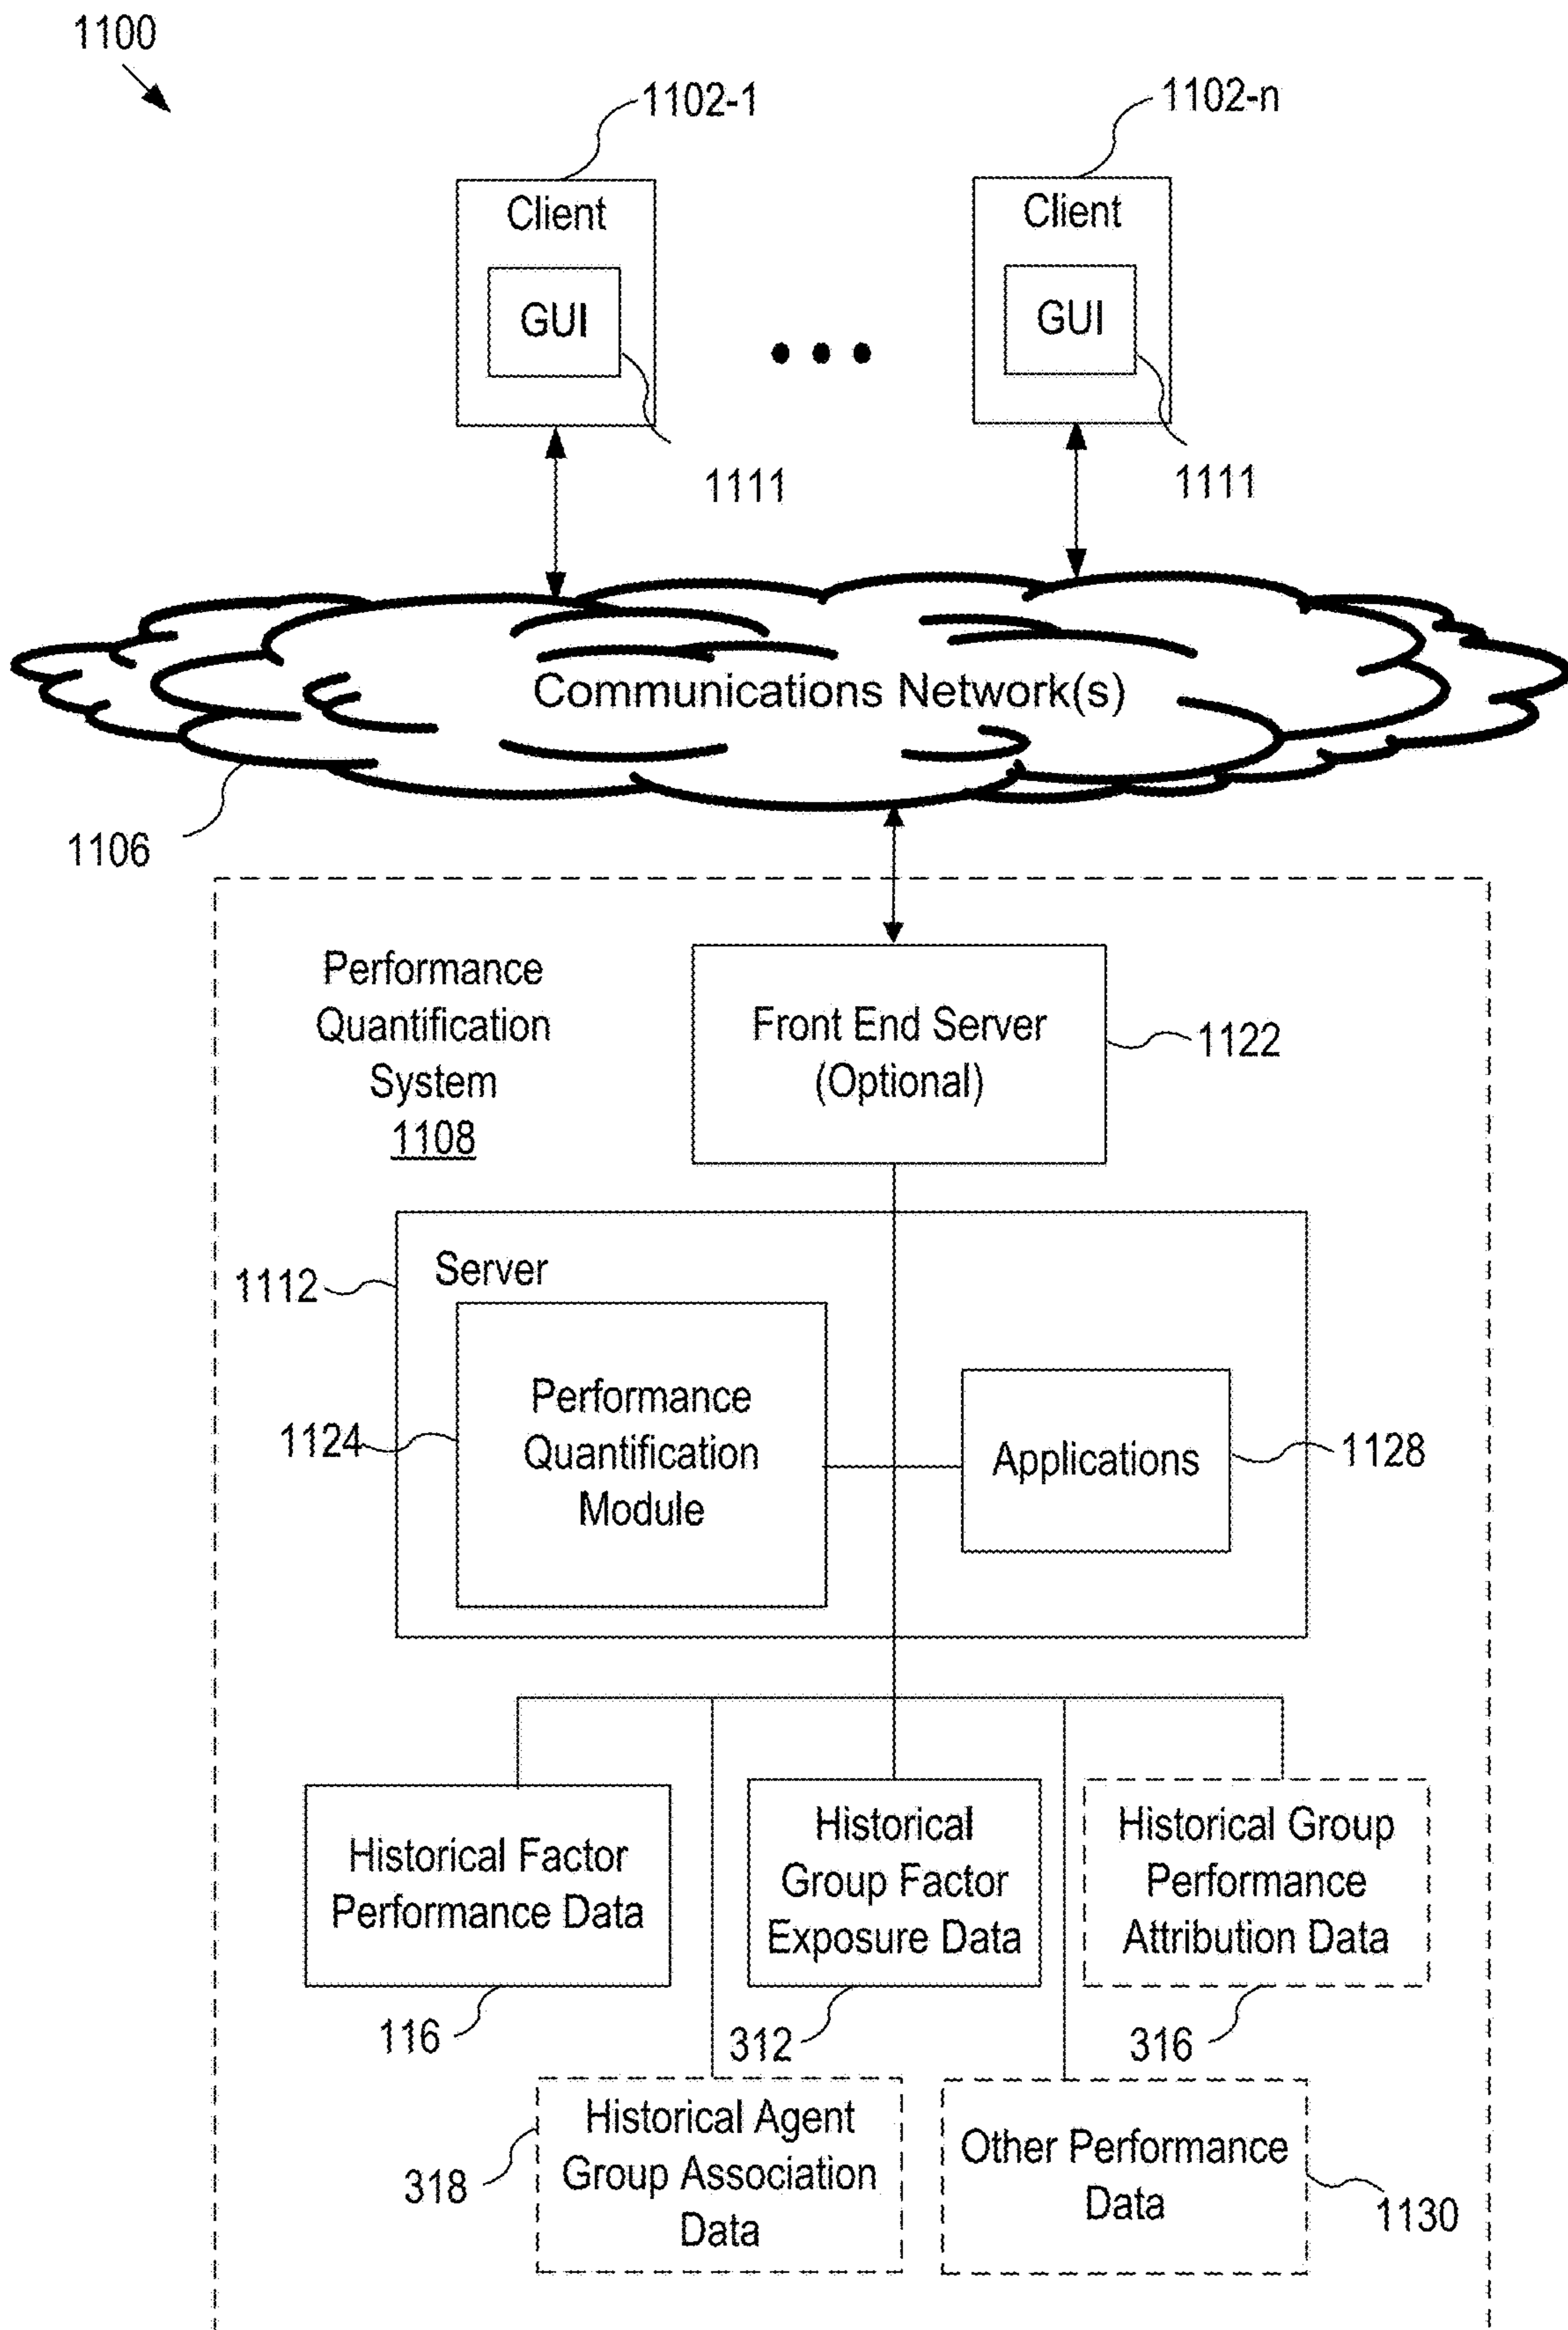 1100
1102-1
1102-n
Client
GUI
Client
GUI
1111
1111
Communications Network(s)
1106
Performance
Quantification
System
1108
Front End Server
(Optional)
1122
1112
Server
1124
Performance
Quantification
Module
Applications
1128
Historical Factor
Performance Data
Historical
Group Factor
Exposure Data
Historical Group
Performance
Attribution Data
116
312
316
318
Historical Agent
Group Association
Data
Other Performance
Data
1130